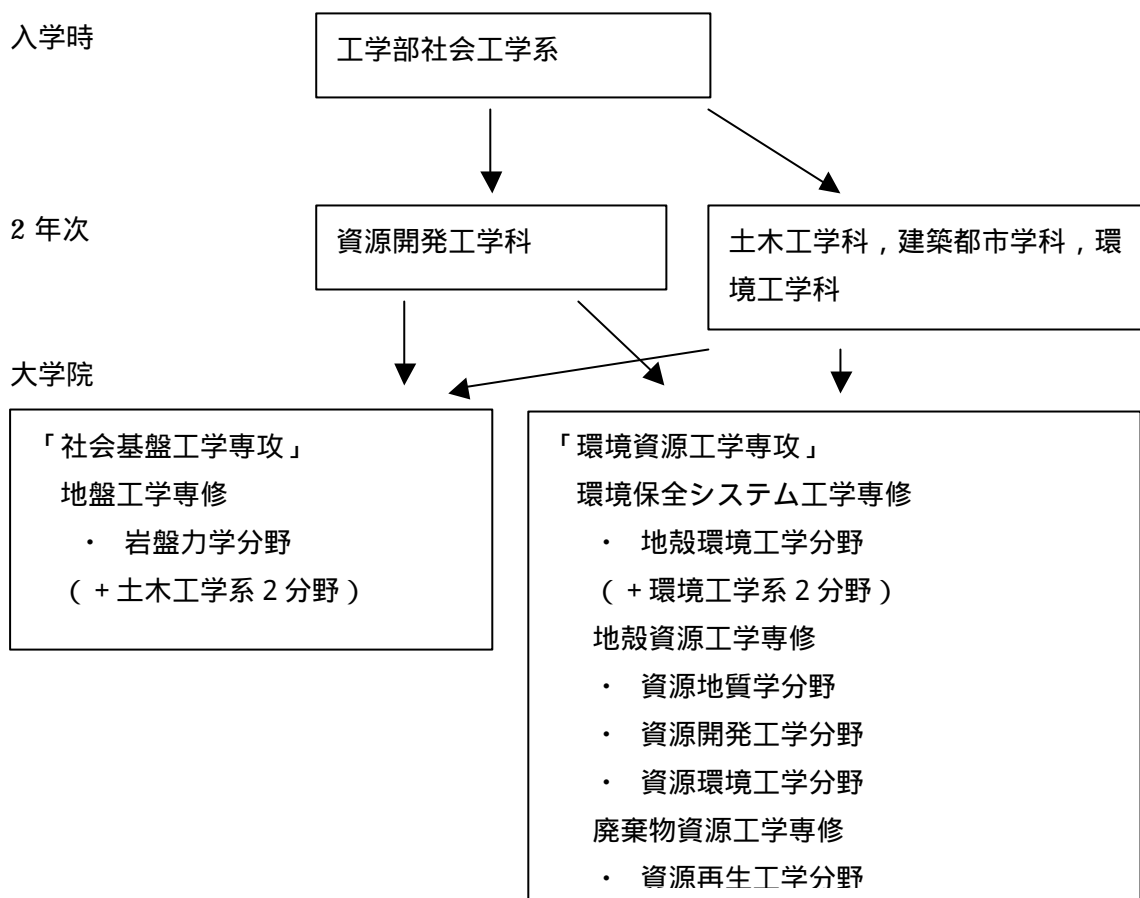 入学時
工学部社会工学系
2 年次
資源開発工学科
土木工学科，建築都市学科，環
境工学科
大学院
「社会基盤工学専攻」
地盤工学専修
・ 岩盤力学分野
（＋土木工学系２分野）
「環境資源工学専攻」
環境保全システム工学専修
・ 地殻環境工学分野
（＋環境工学系２分野）
地殻資源工学専修
・ 資源地質学分野
・ 資源開発工学分野
・ 資源環境工学分野
廃棄物資源工学専修
・ 資源再生工学分野